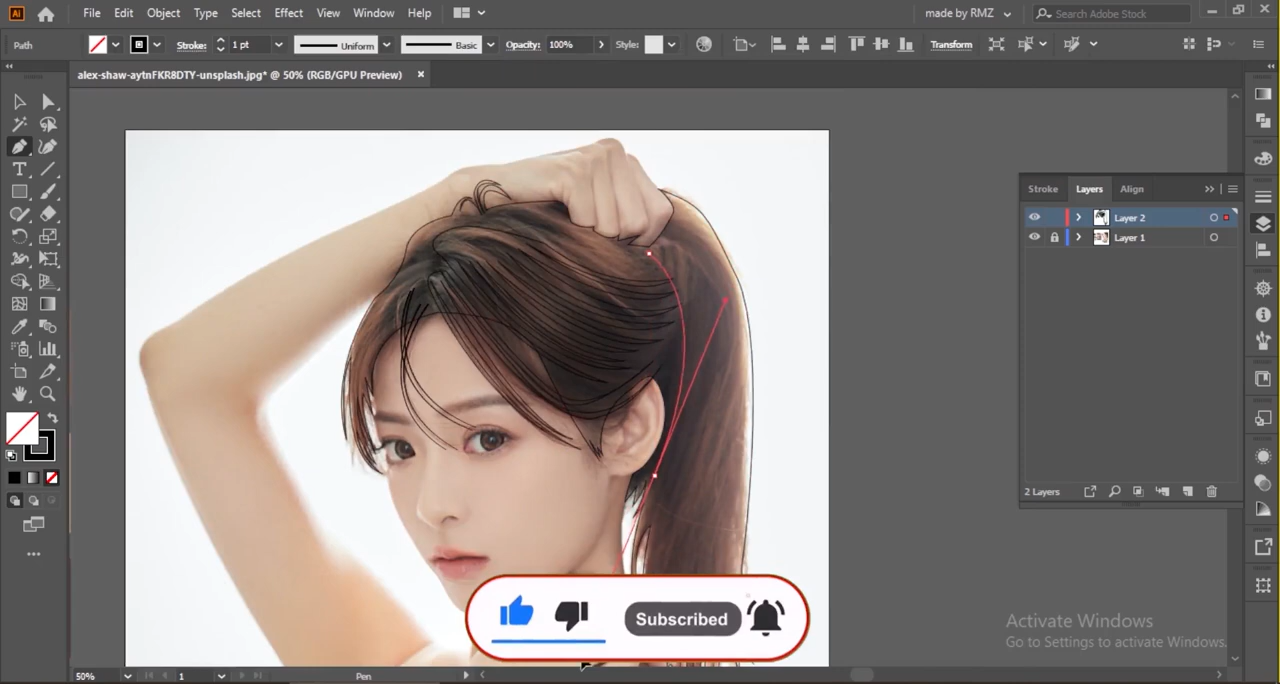 Ai File Edit Object Type Select Effect View Window Help made by RMZ Search Adobe Stock
Path Stroke: 1 pt Uniform Basic Opacity: 100% Style: Transform
alex-shaw-aytnFKR8DTY-unsplash.jpg* @ 50% (RGB/GPU Preview) ×
Stroke Layers Align
Layer 2
Layer 1
2 Layers
Subscribed
Activate Windows
Go to Settings to activate Windows.
50% 1 Pen